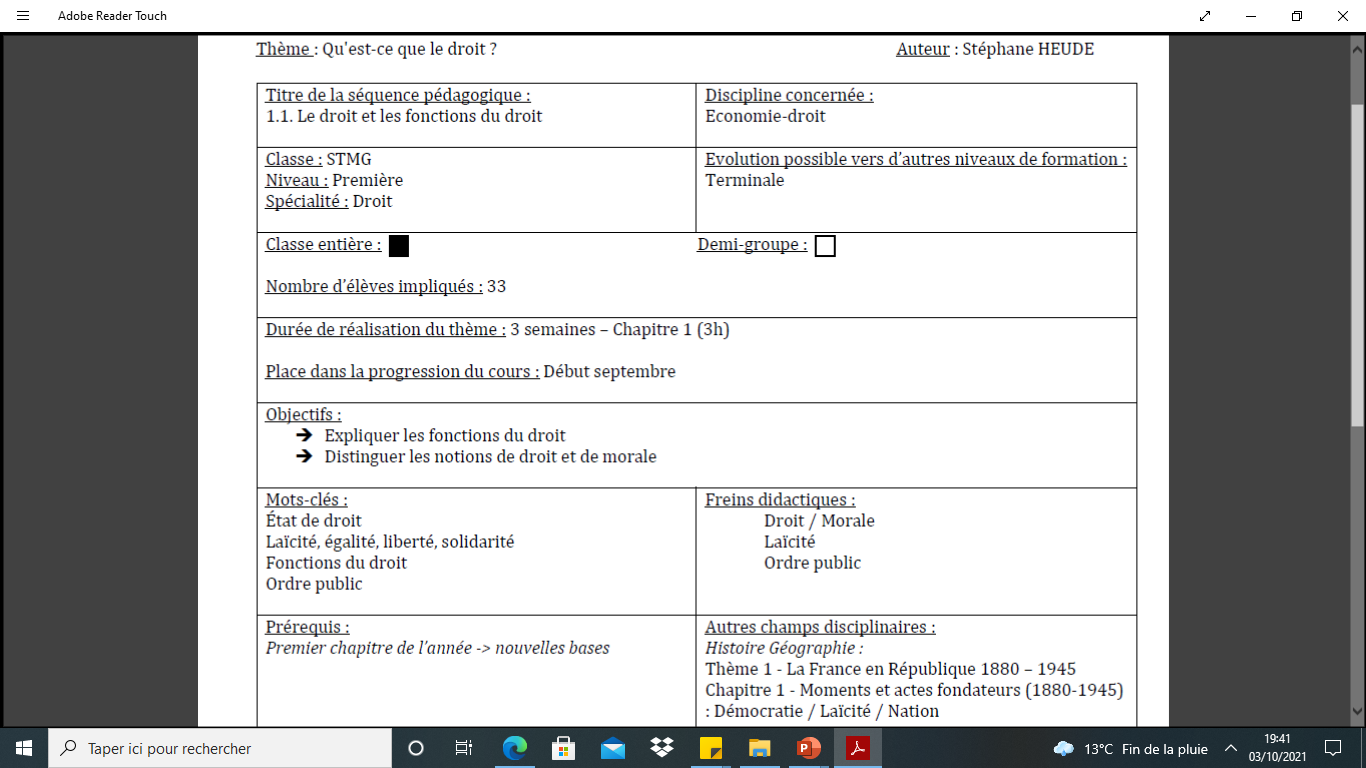 Adobe Reader Touch
Thème : Qu'est-ce que le droit ? Auteur : Stéphane HEUDE
Titre de la séquence pédagogique :
1.1. Le droit et les fonctions du droit
Discipline concernée :
Economie-droit
Classe : STMG
Niveau : Première
Spécialité : Droit
Evolution possible vers d'autres niveaux de formation :
Terminale
Classe entière : Demi-groupe :
Nombre d'élèves impliqués : 33
Durée de réalisation du thème : 3 semaines – Chapitre 1 (3h)
Place dans la progression du cours : Début septembre
Objectifs :
➔ Expliquer les fonctions du droit
➔ Distinguer les notions de droit et de morale
Mots-clés :
État de droit
Laïcité, égalité, liberté, solidarité
Fonctions du droit
Ordre public
Freins didactiques :
Droit / Morale
Laïcité
Ordre public
Prérequis :
Premier chapitre de l'année -> nouvelles bases
Autres champs disciplinaires :
Histoire Géographie :
Thème 1 - La France en République 1880 – 1945
Chapitre 1 - Moments et actes fondateurs (1880-1945)
: Démocratie / Laïcité / Nation
Taper ici pour rechercher
13°C Fin de la pluie
19:41
03/10/2021